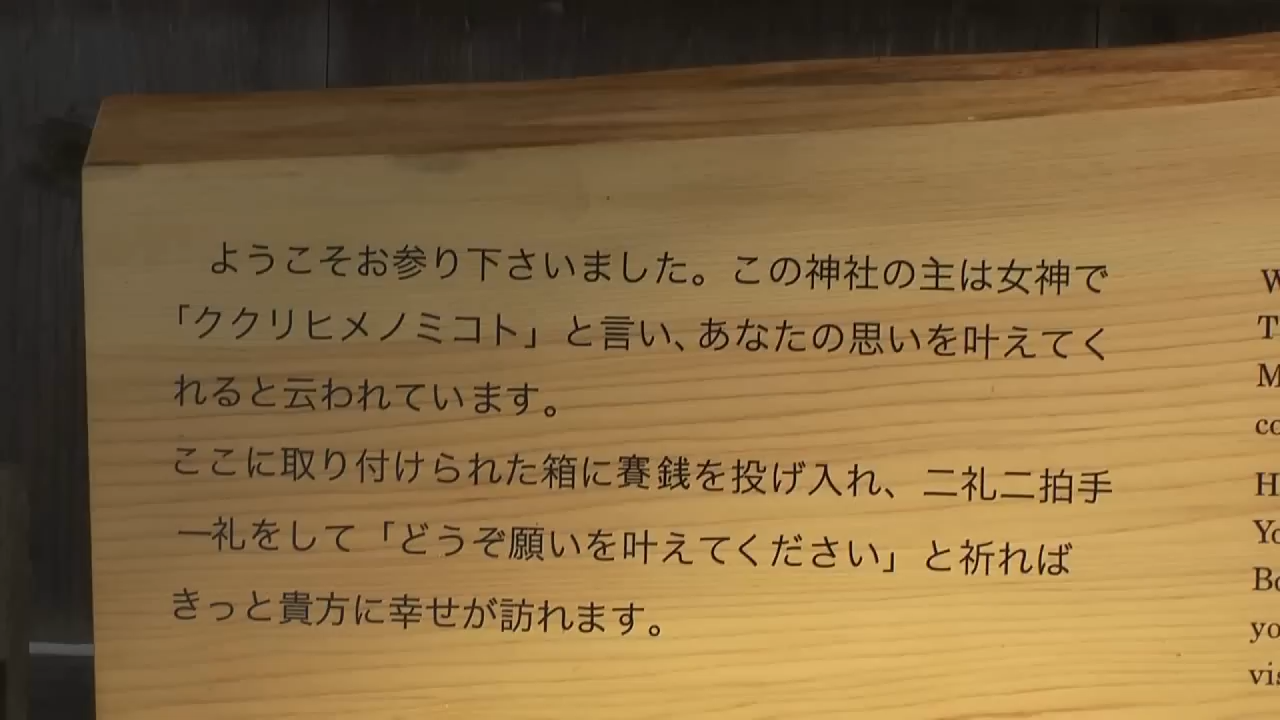 ようこそお参り下さいました。この神社の主は女神で
「ククリヒメノミコト」と言い、あなたの思いを叶えてく
れると云われています。
ここに取り付けられた箱に賽銭を投げ入れ、二礼二拍手
一礼をして「どうぞ願いを叶えてください」と祈れば
きっと貴方に幸せが訪れます。